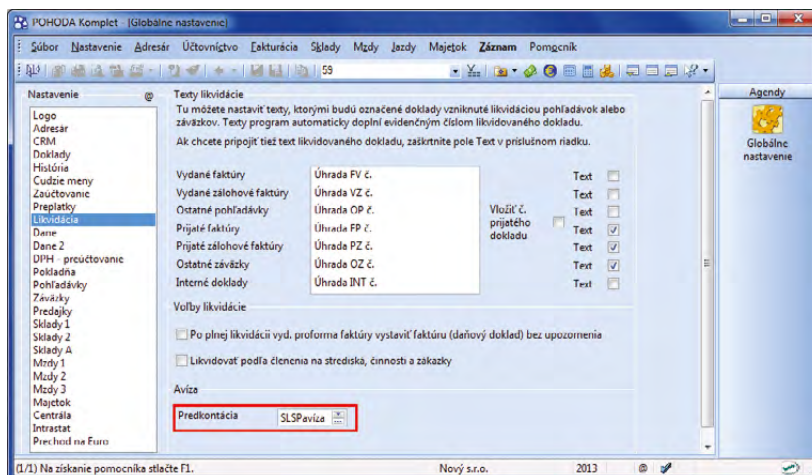 POHODA Komplet - [Globálne nastavenie]
Súbor Nastavenie Adresár Účtovníctvo Fakturácia Sklady Mzdy Jazdy Majetok Záznam Pomocník
59
Nastavenie @
Logo
Adresár
CRM
Doklady
História
Cudzie meny
Zaúčtovanie
Preplatky
Likvidácia
Dane
Dane 2
DPH - preúčtovanie
Pokladňa
Pohľadávky
Záväzky
Predajky
Sklady 1
Sklady 2
Sklady A
Mzdy 1
Mzdy 2
Mzdy 3
Majetok
Centrála
Intrastat
Prechod na Euro
Texty likvidácie
Tu môžete nastaviť texty, ktorými budú označené doklady vzniknuté likvidáciou pohľadávok alebo
záväzkov. Texty program automaticky doplní evidenčným číslom likvidovaného dokladu.
Ak chcete pripojiť tiež text likvidovaného dokladu, zaškrtnite pole Text v príslušnom riadku.
Vydané faktúry Úhrada FV č. Text
Vydané zálohové faktúry Úhrada VZ č. Text
Ostatné pohľadávky Úhrada OP č. Text
Prijaté faktúry Úhrada FP č. Text
Prijaté zálohové faktúry Úhrada PZ č. Text
Ostatné záväzky Úhrada OZ č. Text
Interné doklady Úhrada INT č. Text
Vložiť č.
prijatého
dokladu
Voľby likvidácie
Po plnej likvidácii vyd. proforma faktúry vystaviť faktúru (daňový doklad) bez upozornenia
Likvidovať podľa členenia na strediská, činnosti a zákazky
Avíza
Predkontácia SLSPavíza
Agendy
Globálne
nastavenie
(1/1) Na získanie pomocníka stlačte F1. Nový s.r.o. 2013 @